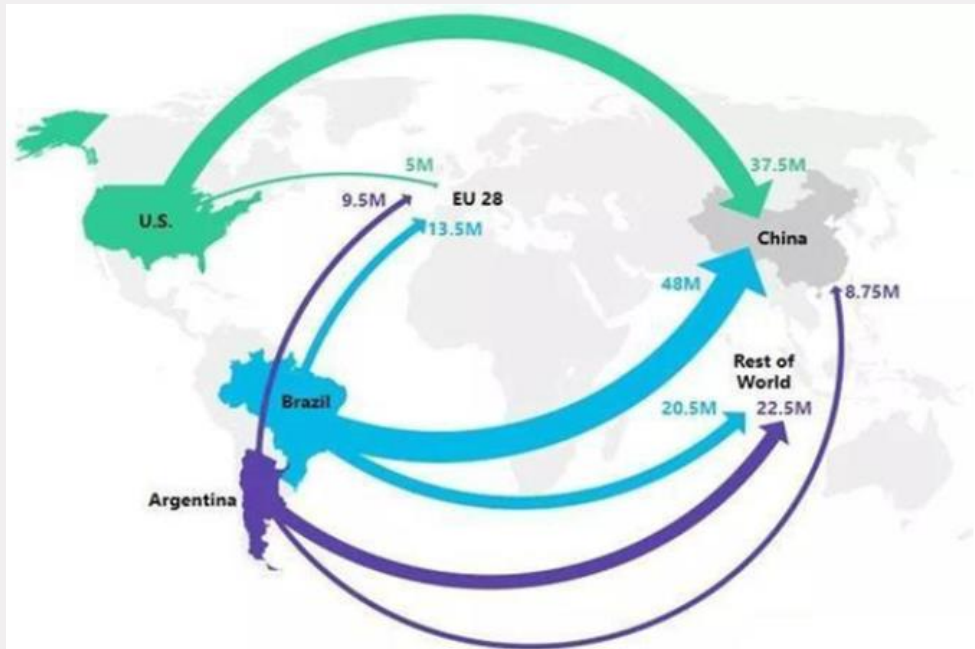 5M
37.5M
9.5M
EU 28
U.S.
13.5M
China
48M
8.75M
Rest of
World
Brazil
20.5M
22.5M
Argentina